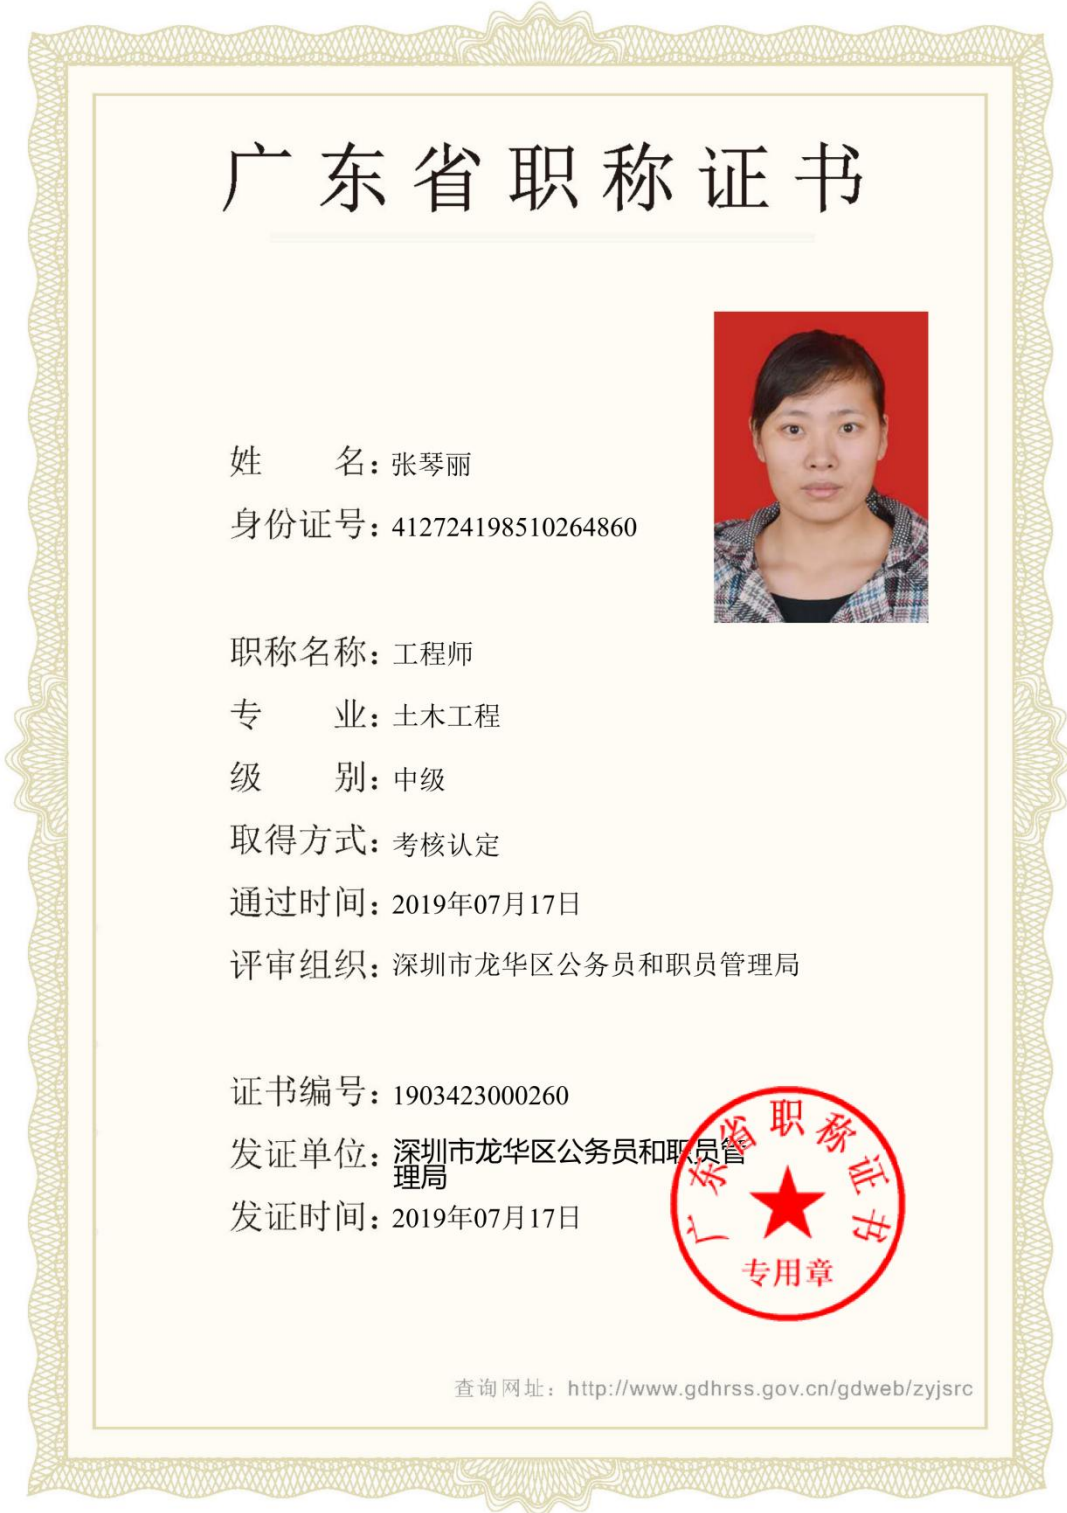 广东省职称证书
姓 名：张琴丽
身份证号：412724198510264860
职称名称：工程师
专 业：土木工程
级 别：中级
取得方式：考核认定
通过时间：2019年07月17日
评审组织：深圳市龙华区公务员和职员管理局
证书编号：1903423000260
发证单位：深圳市龙华区公务员和职员管
理局
发证时间：2019年07月17日
广东省职称证书
专用章
查询网址：http://www.gdhrss.gov.cn/gdweb/zyjsrc